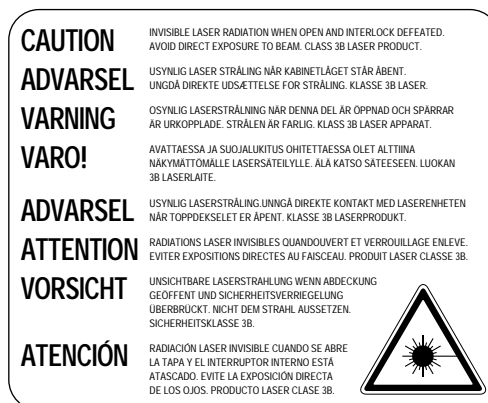 CAUTION
INVISIBLE LASER RADIATION WHEN OPEN AND INTERLOCK DEFEATED.
AVOID DIRECT EXPOSURE TO BEAM. CLASS 3B LASER PRODUCT.
ADVARSEL
USYNLIG LASER STRÅLING NÅR KABINETLÅGET STÅR ÅBENT.
UNGDÅ DIREKTE UDSÆTTELSE FOR STRÅLING. KLASSE 3B LASER.
VARNING
OSYNLIG LASERSTRÅLNING NÄR DENNA DEL ÄR ÖPPNAD OCH SPÄRRAR
ÄR URKOPPLADE. STRÅLEN ÄR FARLIG. KLASS 3B LASER APPARAT.
VARO!
AVATTAESSA JA SUOJALUKITUS OHITETTAESSA OLET ALTTIINA
NÄKYMÄTTÖMÄLLE LASERSÄTEILYLLE. ÄLÄ KATSO SÄTEESEEN. LUOKAN
3B LASERLAITE.
ADVARSEL
USYNLIG LASERSTRÅLING.UNNGÅ DIREKTE KONTAKT MED LASERENHETEN
NÅR TOPPDEKSELET ER ÅPENT. KLASSE 3B LASERPRODUKT.
ATTENTION
RADIATIONS LASER INVISIBLES QUANDOUVERT ET VERROUILLAGE ENLEVE.
EVITER EXPOSITIONS DIRECTES AU FAISCEAU. PRODUIT LASER CLASSE 3B.
VORSICHT
UNSICHTBARE LASERSTRAHLUNG WENN ABDECKUNG
GEÖFFENT UND SICHERHEITSVERRIEGELUNG
ÜBERBRÜCKT. NICHT DEM STRAHL AUSSETZEN.
SICHERHEITSKLASSE 3B.
ATENCIÓN
RADIACIÓN LASER INVISIBLE CUANDO SE ABRE
LA TAPA Y EL INTERRUPTOR INTERNO ESTÁ
ATASCADO. EVITE LA EXPOSICIÓN DIRECTA
DE LOS OJOS. PRODUCTO LASER CLASE 3B.